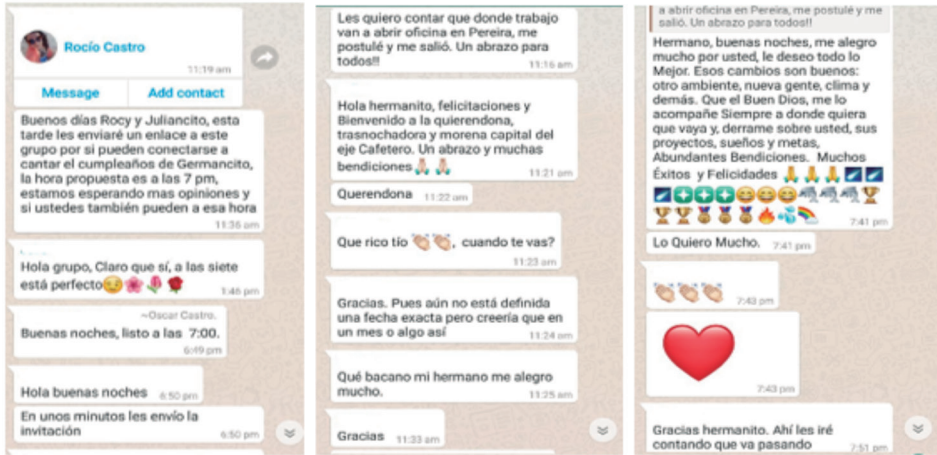 Rocío Castro
11:19 am
Message Add contact
Buenos días Rocy y Juliancito, esta
tarde les enviaré un enlace a este
grupo por si pueden conectarse a
cantar el cumpleaños de Germancito,
la hora propuesta es a las 7 pm,
estamos esperando mas opiniones y
si ustedes también pueden a esa hora
11:36 am
Hola grupo, Claro que sí, a las siete
está perfecto😉🌸🌷🌹 1:46 pm
~Oscar Castro.
Buenas noches, listo a las 7:00.
6:49 pm
Hola buenas noches 6:50 pm
En unos minutos les envío la
invitación 6:50 pm
Les quiero contar que donde trabajo
van a abrir oficina en Pereira, me
postulé y me salió. Un abrazo para
todos!! 11:16 am
Hola hermanito, felicitaciones y
Bienvenido a la quierendona,
trasnochadora y morena capital del
eje Cafetero. Un abrazo y muchas
bendiciones🙏🏻🙏🏻 11:21 am
Querendona 11:22 am
Que rico tío 👏🏻👏🏻, cuando te vas?
11:23 am
Gracias. Pues aún no está definida
una fecha exacta pero creería que en
un mes o algo así 11:24 am
Qué bacano mi hermano me alegro
mucho. 11:25 am
Gracias 11:33 am
a abrir oficina en Pereira, me postulé y me
salió. Un abrazo para todos!!
Hermano, buenas noches, me alegro
mucho por usted, le deseo todo lo
Mejor. Esos cambios son buenos:
otro ambiente, nueva gente, clima y
demás. Que el Buen Dios, me lo
acompañe Siempre a donde quiera
que vaya y, derrame sobre usted, sus
proyectos, sueños y metas,
Abundantes Bendiciones. Muchos
Éxitos y Felicidades 🙏🙏🙏🌠🌠
🌠✨✨✨😄😄😄🐬🐬🐬🏆
🏆🏆🏅🏅🏅🔥💦🌈 7:41 pm
Lo Quiero Mucho. 7:41 pm
👏🏻👏🏻👏🏻 7:43 pm
❤️
7:43 pm
Gracias hermanito. Ahí les iré
contando que va pasando 7:51 pm